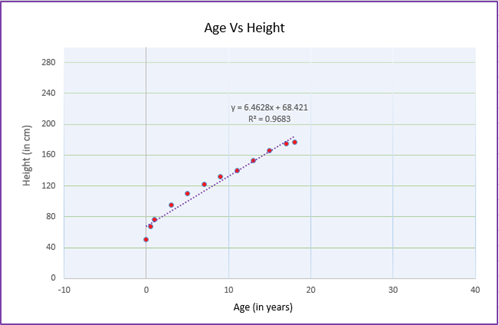 Age Vs Height
280
240
200
160
120
80
40
0
Height (in cm)
y = 6.4628x + 68.421
R² = 0.9683
-10
0
10
20
30
40
Age (in years)